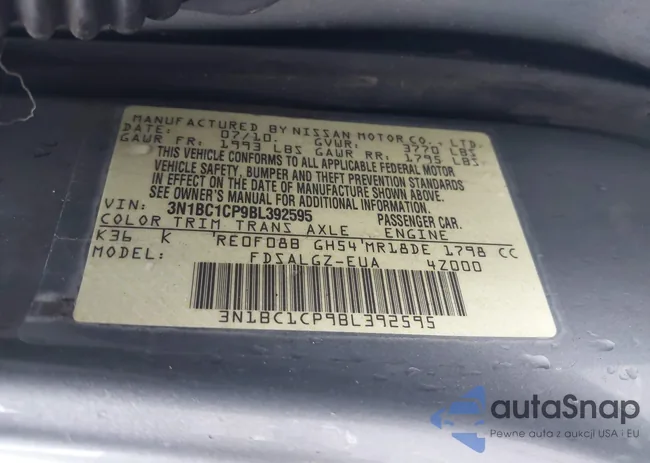 MANUFACTURED BY NISSAN MOTOR CO., LTD.
DATE: 07/10 GVWR: 3770 LBS
GAWR FR: 1993 LBS GAWR RR: 1795 LBS
THIS VEHICLE CONFORMS TO ALL APPLICABLE FEDERAL MOTOR
VEHICLE SAFETY, BUMPER, AND THEFT PREVENTION STANDARDS
IN EFFECT ON THE DATE OF MANUFACTURE SHOWN ABOVE.
SEE OWNER'S MANUAL FOR ADDITIONAL INFORMATION
VIN: 3N1BC1CP9BL392595 PASSENGER CAR.
COLOR TRIM TRANS AXLE ENGINE
K36 K RE0F08B GH54 MR18DE 1798 CC
MODEL: FDSALGZ-EUA 4Z000
3N1BC1CP9BL392595
autaSnap
Pewne auta z aukcji USA i EU